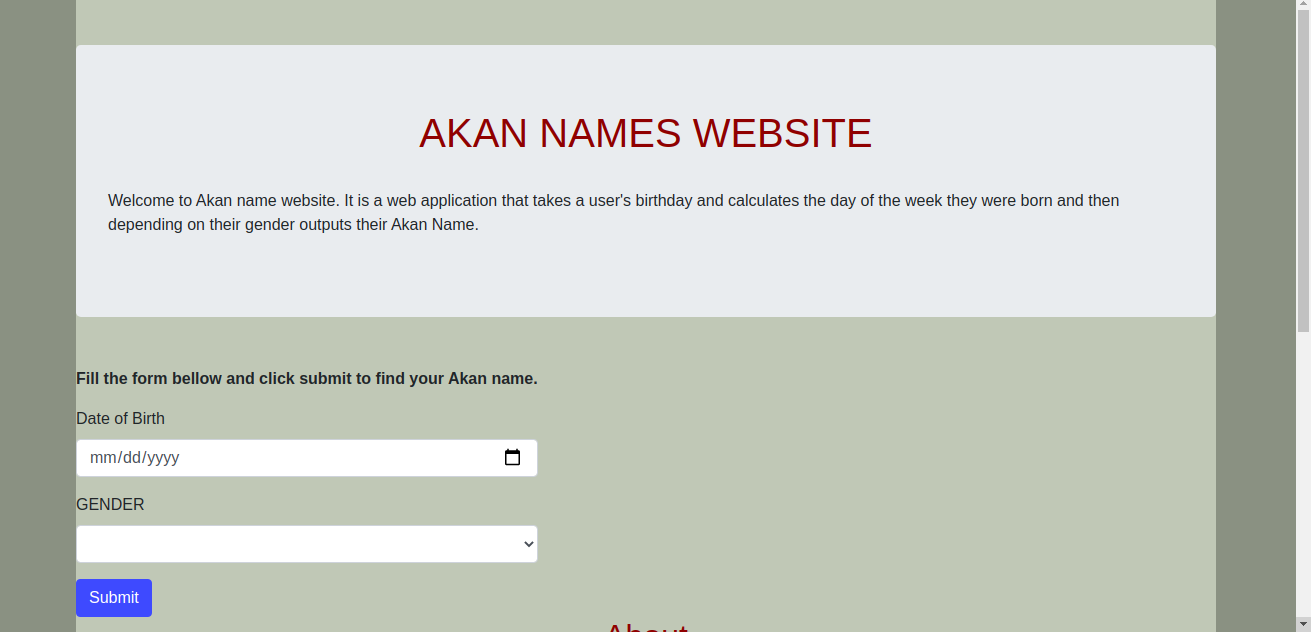 AKAN NAMES WEBSITE
Welcome to Akan name website. It is a web application that takes a user's birthday and calculates the day of the week they were born and then
depending on their gender outputs their Akan Name.
Fill the form bellow and click submit to find your Akan name.
Date of Birth
mm/dd/yyyy
GENDER
Submit
About